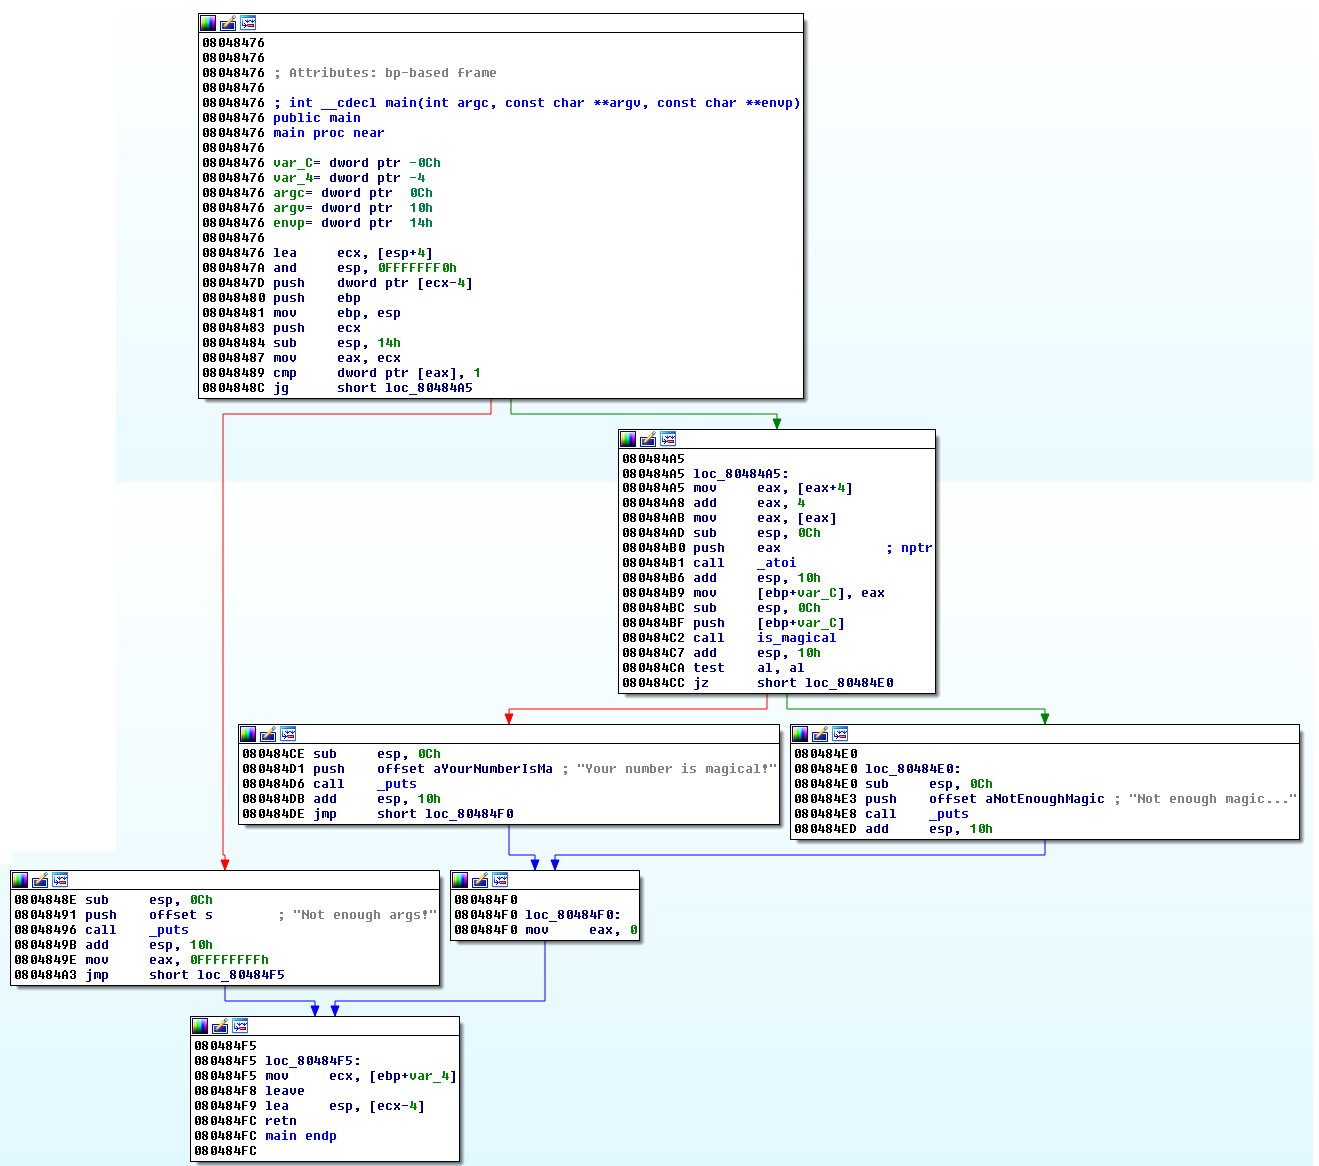 08048476
08048476
08048476 ; Attributes: bp-based frame
08048476
08048476 ; int __cdecl main(int argc, const char **argv, const char **envp)
08048476 public main
08048476 main proc near
08048476
08048476 var_C= dword ptr -0Ch
08048476 var_4= dword ptr -4
08048476 argc= dword ptr  0Ch
08048476 argv= dword ptr  10h
08048476 envp= dword ptr  14h
08048476
08048476 lea     ecx, [esp+4]
0804847A and     esp, 0FFFFFFF0h
0804847D push    dword ptr [ecx-4]
08048480 push    ebp
08048481 mov     ebp, esp
08048483 push    ecx
08048484 sub     esp, 14h
08048487 mov     eax, ecx
08048489 cmp     dword ptr [eax], 1
0804848C jg      short loc_80484A5
080484A5
080484A5 loc_80484A5:
080484A5 mov     eax, [eax+4]
080484A8 add     eax, 4
080484AB mov     eax, [eax]
080484AD sub     esp, 0Ch
080484B0 push    eax             ; nptr
080484B1 call    _atoi
080484B6 add     esp, 10h
080484B9 mov     [ebp+var_C], eax
080484BC sub     esp, 0Ch
080484BF push    [ebp+var_C]
080484C2 call    is_magical
080484C7 add     esp, 10h
080484CA test    al, al
080484CC jz      short loc_80484E0
080484CE sub     esp, 0Ch
080484D1 push    offset aYourNumberIsMa ; "Your number is magical!"
080484D6 call    _puts
080484DB add     esp, 10h
080484DE jmp     short loc_80484F0
080484E0
080484E0 loc_80484E0:
080484E0 sub     esp, 0Ch
080484E3 push    offset aNotEnoughMagic ; "Not enough magic..."
080484E8 call    _puts
080484ED add     esp, 10h
0804848E sub     esp, 0Ch
08048491 push    offset s        ; "Not enough args!"
08048496 call    _puts
0804849B add     esp, 10h
0804849E mov     eax, 0FFFFFFFFh
080484A3 jmp     short loc_80484F5
080484F0
080484F0 loc_80484F0:
080484F0 mov     eax, 0
080484F5
080484F5 loc_80484F5:
080484F5 mov     ecx, [ebp+var_4]
080484F8 leave
080484F9 lea     esp, [ecx-4]
080484FC retn
080484FC main endp
080484FC